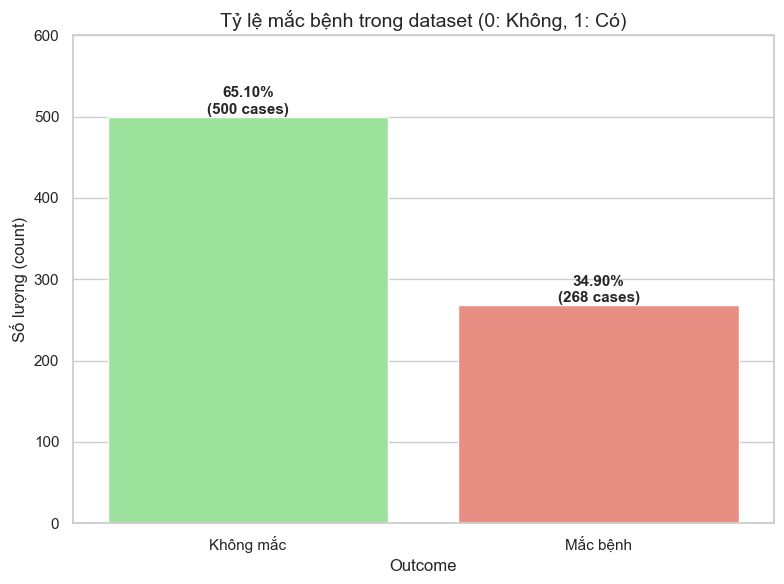 Tỷ lệ mắc bệnh trong dataset (0: Không, 1: Có)
Số lượng (count)
600
500
400
300
200
100
0
65.10%
(500 cases)
34.90%
(268 cases)
Không mắc
Mắc bệnh
Outcome